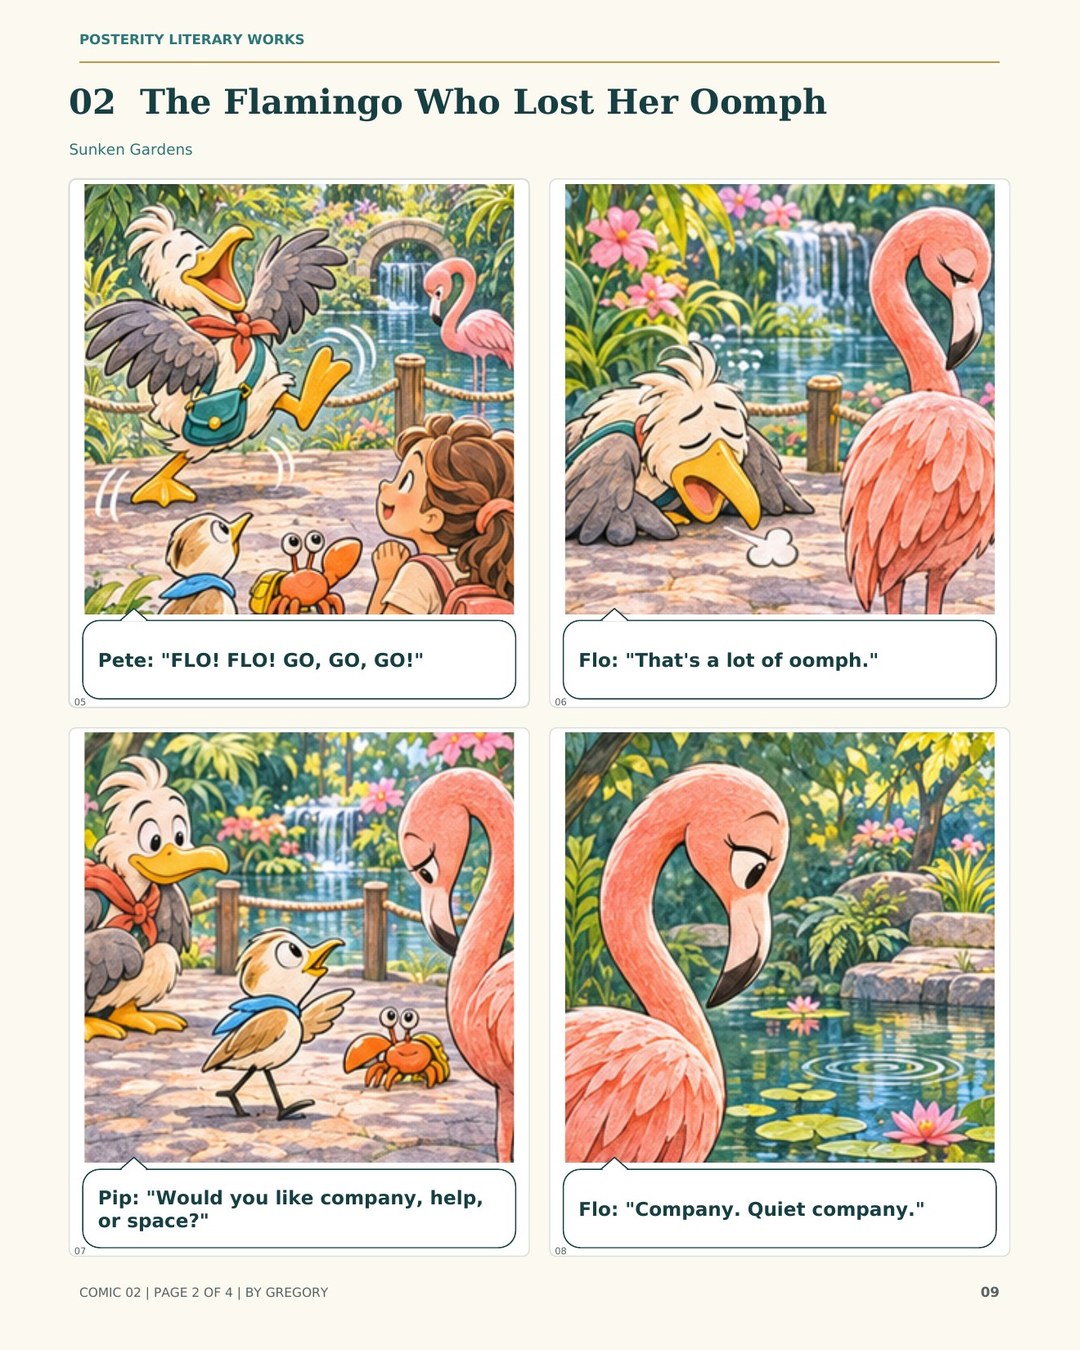 POSTERITY LITERARY WORKS
02 The Flamingo Who Lost Her Oomph
Sunken Gardens
Pete: "FLO! FLO! GO, GO, GO!"
05
Flo: "That's a lot of oomph."
06
Pip: "Would you like company, help,
or space?"
07
Flo: "Company. Quiet company."
08
COMIC 02 | PAGE 2 OF 4 | BY GREGORY
09